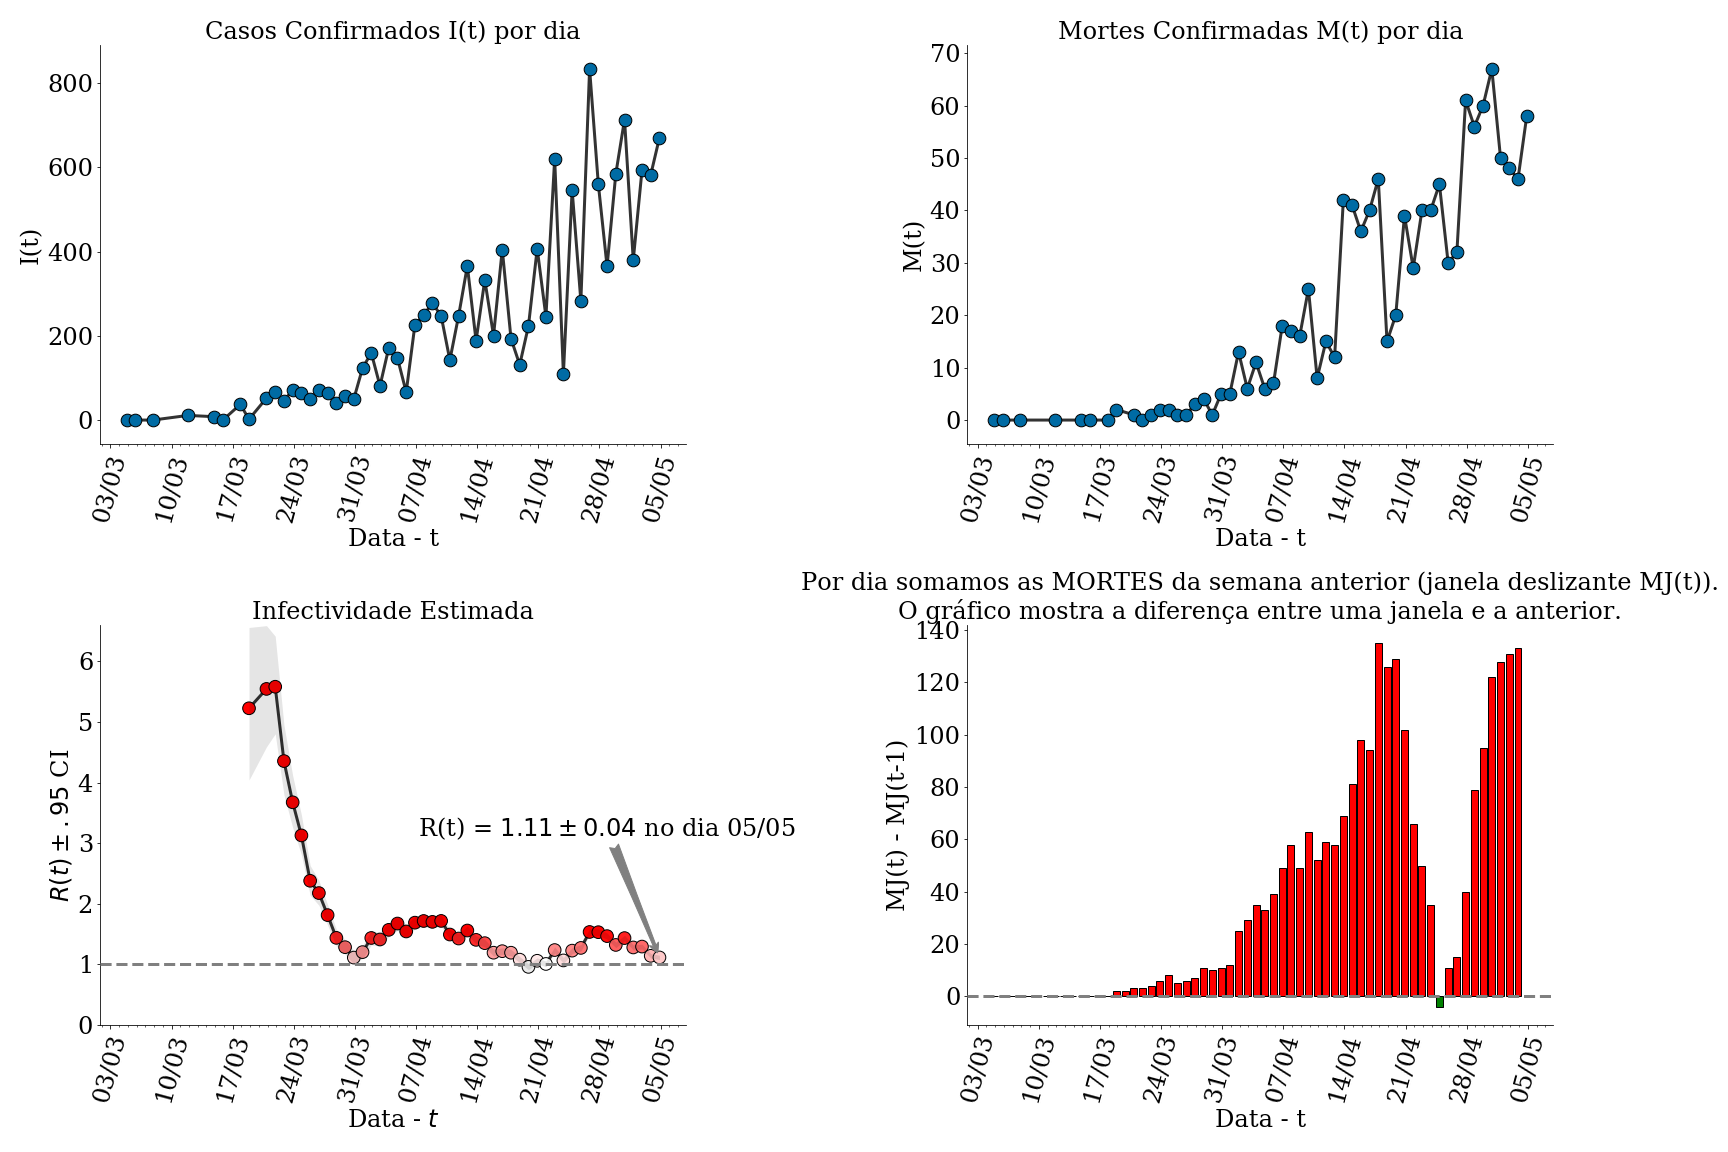 Casos Confirmados I(t) por dia
I(t)
800
600
400
200
0
03/03 10/03 17/03 24/03 31/03 07/04 14/04 21/04 28/04 05/05
Data - t
Mortes Confirmadas M(t) por dia
M(t)
70
60
50
40
30
20
10
0
03/03 10/03 17/03 24/03 31/03 07/04 14/04 21/04 28/04 05/05
Data - t
Infectividade Estimada
R(t) ± .95 CI
6
5
4
3
2
1
0
R(t) = 1.11 ± 0.04 no dia 05/05
03/03 10/03 17/03 24/03 31/03 07/04 14/04 21/04 28/04 05/05
Data - t
Por dia somamos as MORTES da semana anterior (janela deslizante MJ(t)).
O gráfico mostra a diferença entre uma janela e a anterior.
MJ(t) - MJ(t-1)
140
120
100
80
60
40
20
0
03/03 10/03 17/03 24/03 31/03 07/04 14/04 21/04 28/04 05/05
Data - t